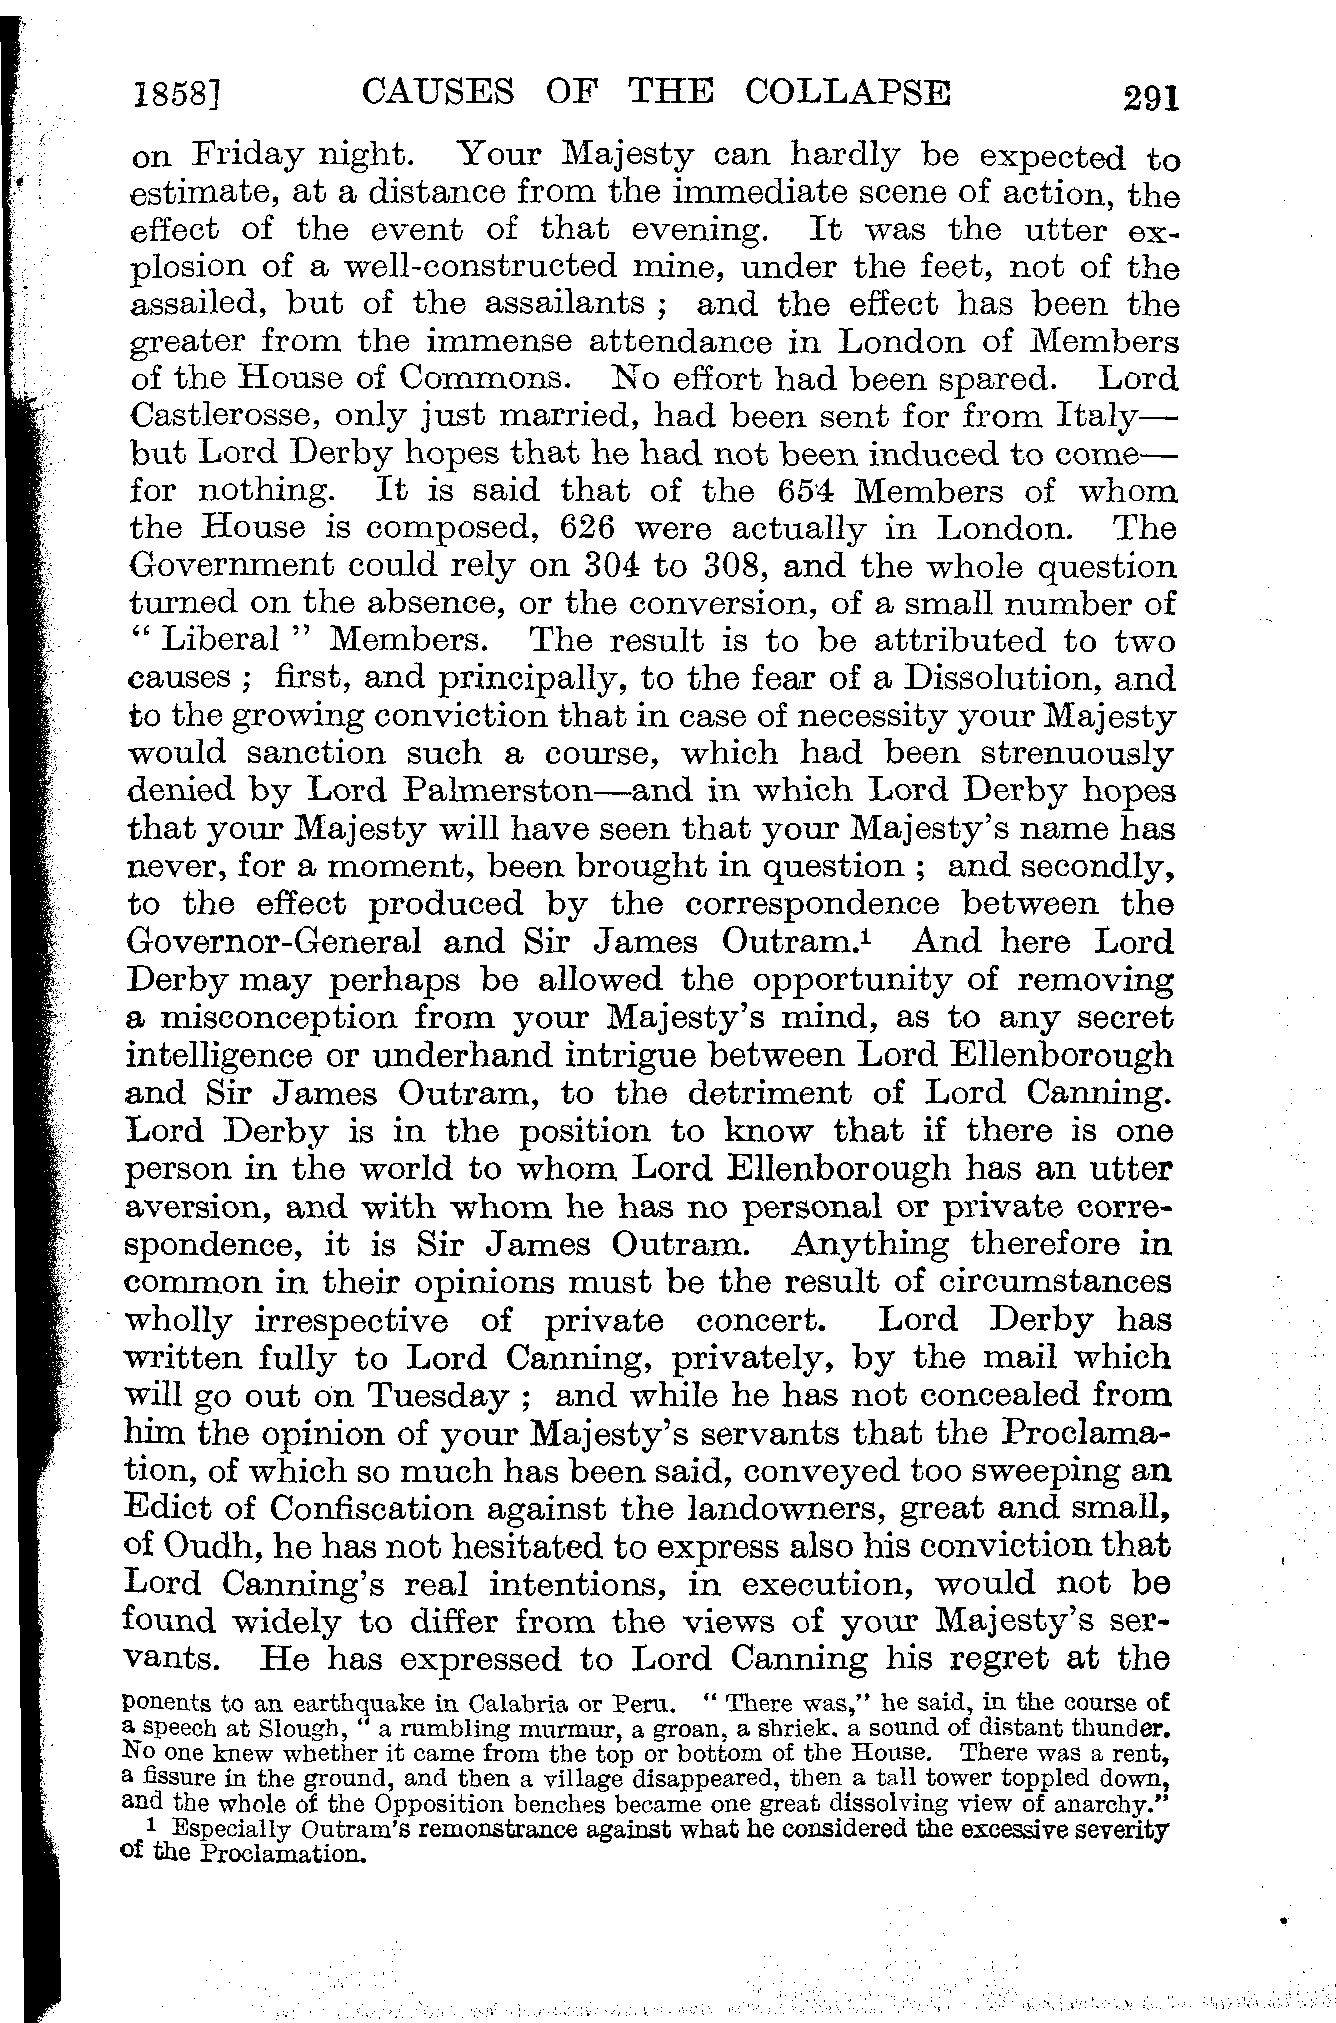 1858] CAUSES OF THE COLLAPSE 291
on Friday night. Your Majesty can hardly be expected to
estimate, at a distance from the immediate scene of action, the
effect of the event of that evening. It was the utter ex-
plosion of a well-constructed mine, under the feet, not of the
assailed, but of the assailants ; and the effect has been the
greater from the immense attendance in London of Members
of the House of Commons. No effort had been spared. Lord
Castlerosse, only just married, had been sent for from Italy—
but Lord Derby hopes that he had not been induced to come—
for nothing. It is said that of the 654 Members of whom
the House is composed, 626 were actually in London. The
Government could rely on 304 to 308, and the whole question
turned on the absence, or the conversion, of a small number of
“ Liberal ” Members. The result is to be attributed to two
causes ; first, and principally, to the fear of a Dissolution, and
to the growing conviction that in case of necessity your Majesty
would sanction such a course, which had been strenuously
denied by Lord Palmerston—and in which Lord Derby hopes
that your Majesty will have seen that your Majesty's name has
never, for a moment, been brought in question ; and secondly,
to the effect produced by the correspondence between the
Governor-General and Sir James Outram.¹ And here Lord
Derby may perhaps be allowed the opportunity of removing
a misconception from your Majesty's mind, as to any secret
intelligence or underhand intrigue between Lord Ellenborough
and Sir James Outram, to the detriment of Lord Canning.
Lord Derby is in the position to know that if there is one
person in the world to whom Lord Ellenborough has an utter
aversion, and with whom he has no personal or private corre-
spondence, it is Sir James Outram. Anything therefore in
common in their opinions must be the result of circumstances
wholly irrespective of private concert. Lord Derby has
written fully to Lord Canning, privately, by the mail which
will go out on Tuesday ; and while he has not concealed from
him the opinion of your Majesty's servants that the Proclama-
tion, of which so much has been said, conveyed too sweeping an
Edict of Confiscation against the landowners, great and small,
of Oudh, he has not hesitated to express also his conviction that
Lord Canning's real intentions, in execution, would not be
found widely to differ from the views of your Majesty's ser-
vants. He has expressed to Lord Canning his regret at the
ponents to an earthquake in Calabria or Peru. “ There was,” he said, in the course of
a speech at Slough, “ a rumbling murmur, a groan, a shriek, a sound of distant thunder.
No one knew whether it came from the top or bottom of the House. There was a rent,
a fissure in the ground, and then a village disappeared, then a tall tower toppled down,
and the whole of the Opposition benches became one great dissolving view of anarchy.”
¹ Especially Outram's remonstrance against what he considered the excessive severity
of the Proclamation.